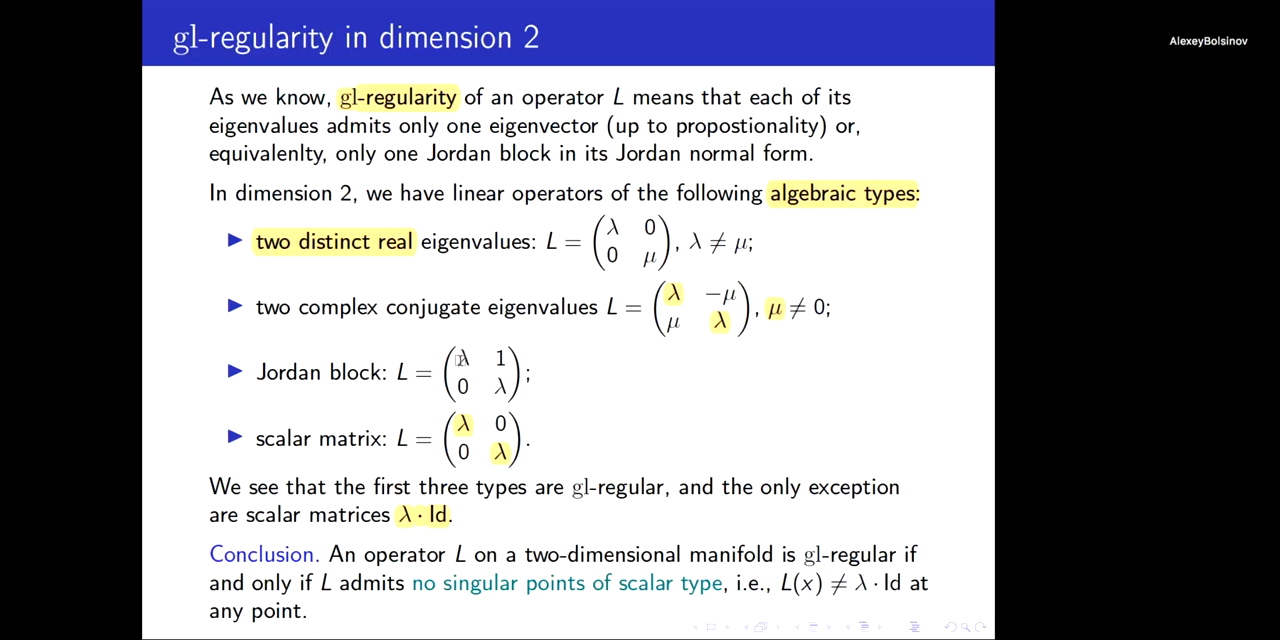 gl-regularity in dimension 2
AlexeyBolsinov
As we know, gl-regularity of an operator L means that each of its
eigenvalues admits only one eigenvector (up to propostionality) or,
equivalenlty, only one Jordan block in its Jordan normal form.
In dimension 2, we have linear operators of the following algebraic types:
▶ two distinct real eigenvalues: L = (λ 0; 0 μ), λ ≠ μ;
▶ two complex conjugate eigenvalues L = (λ −μ; μ λ), μ ≠ 0;
▶ Jordan block: L = (λ 1; 0 λ);
▶ scalar matrix: L = (λ 0; 0 λ).
We see that the first three types are gl-regular, and the only exception
are scalar matrices λ · Id.
Conclusion. An operator L on a two-dimensional manifold is gl-regular if
and only if L admits no singular points of scalar type, i.e., L(x) ≠ λ · Id at
any point.